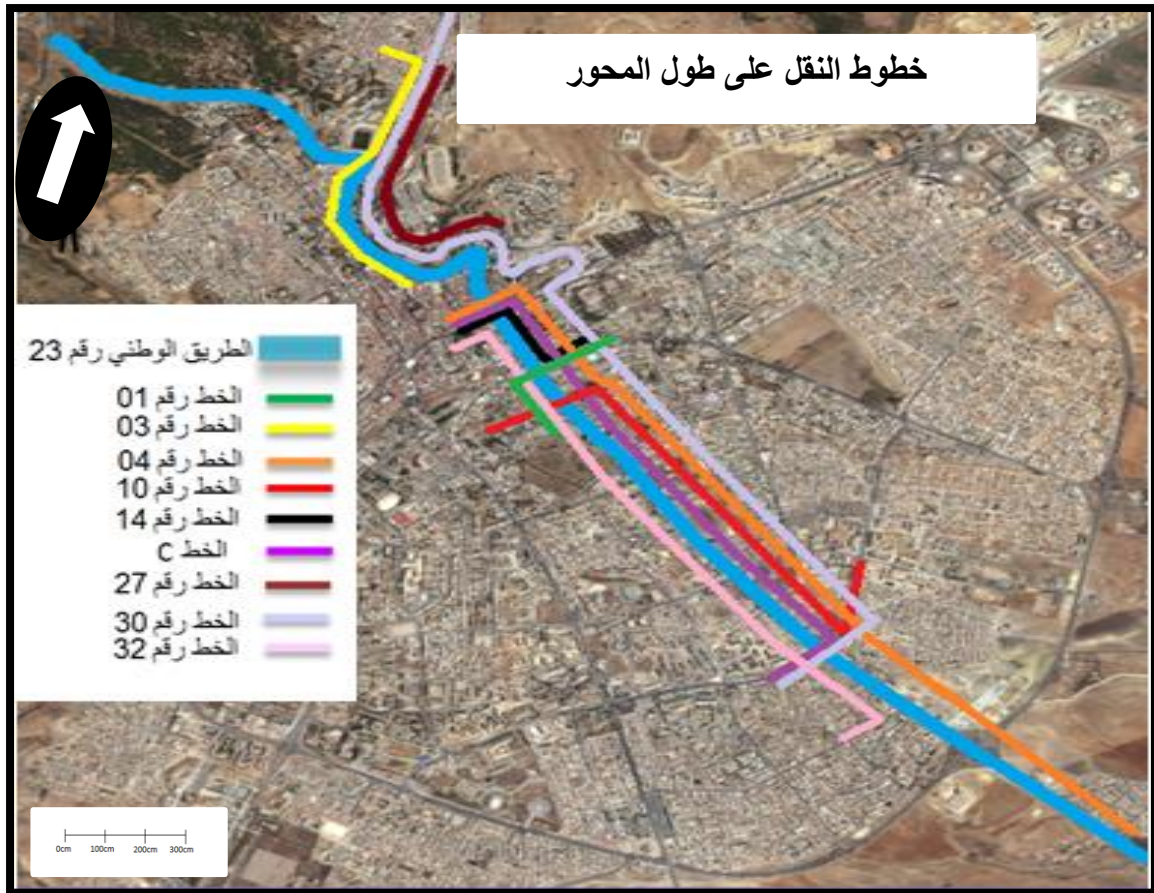 خطوط النقل على طول المحور
الطريق الوطني رقم 23
الخط رقم 01
الخط رقم 03
الخط رقم 04
الخط رقم 10
الخط رقم 14
الخط C
الخط رقم 27
الخط رقم 30
الخط رقم 32
0cm 100cm 200cm 300cm